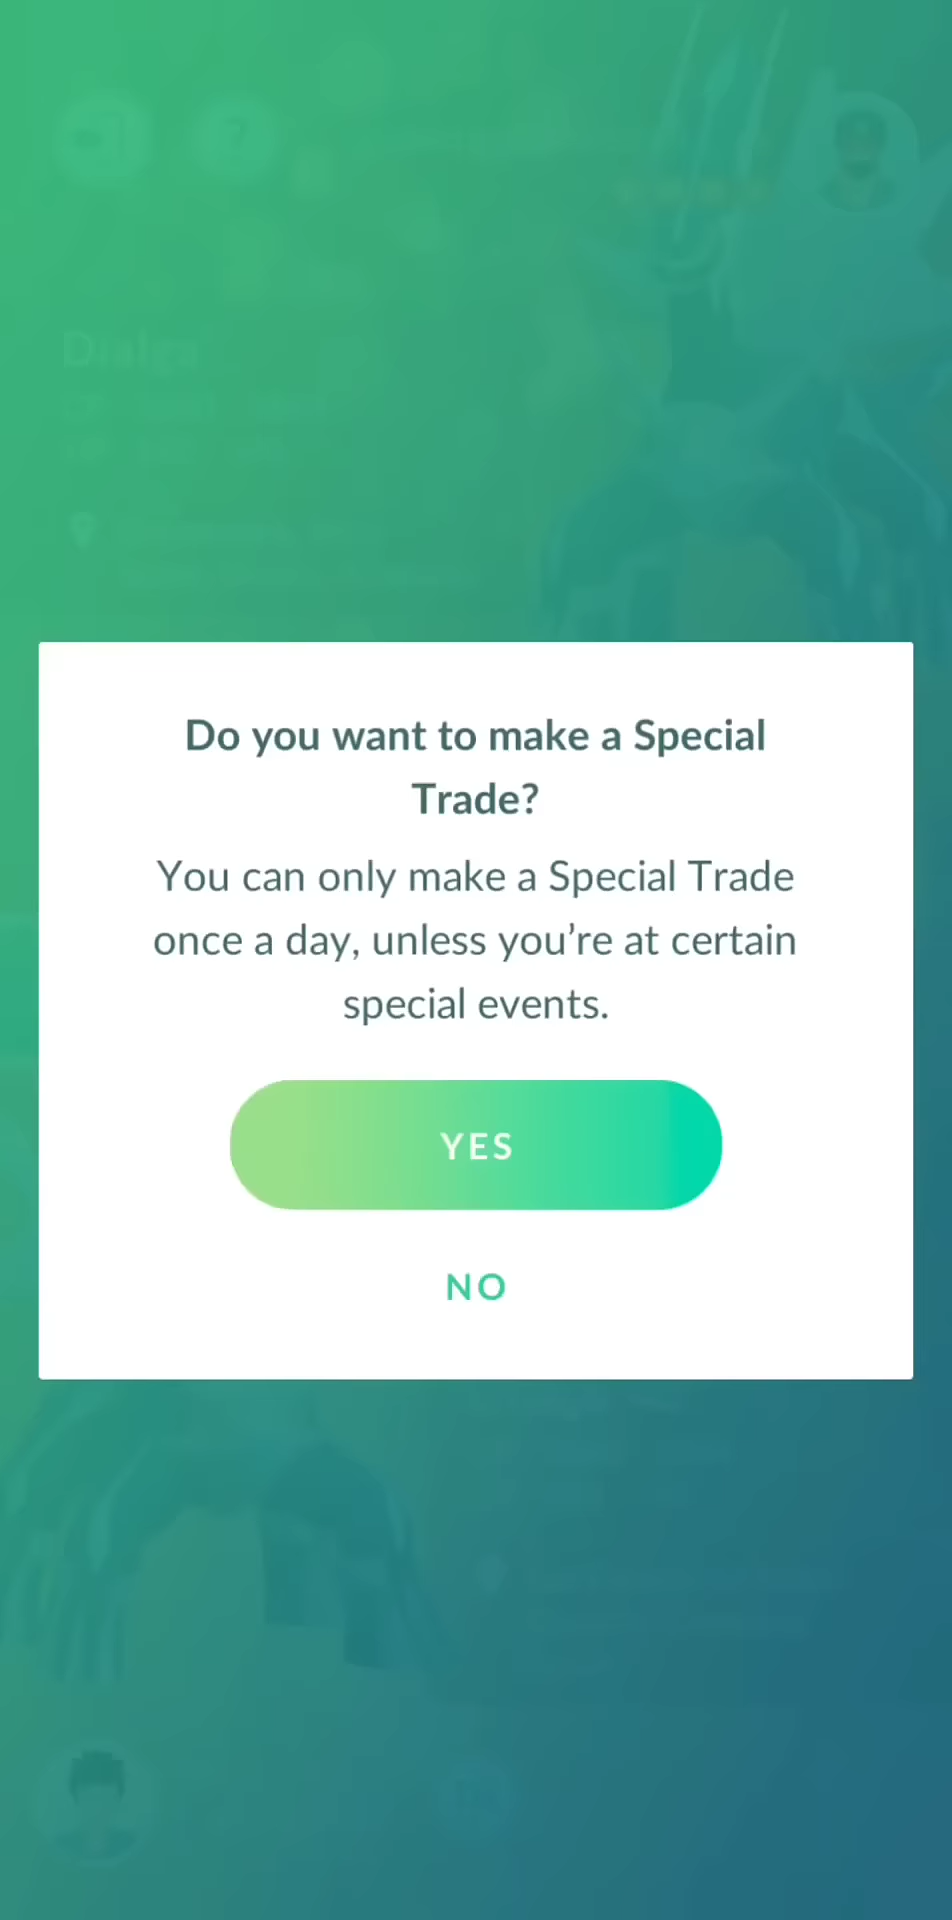 ?
Dialga
Do you want to make a Special
Trade?
You can only make a Special Trade
once a day, unless you’re at certain
special events.
YES
NO